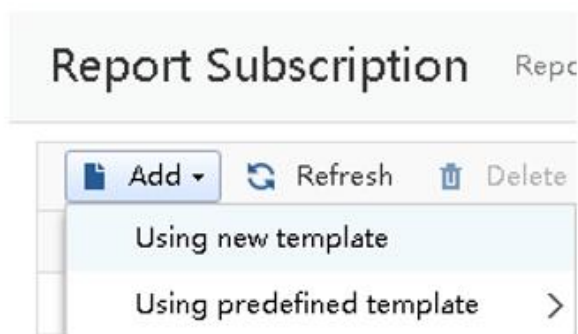 Report Subscription
Add Refresh Delete
Using new template
Using predefined template